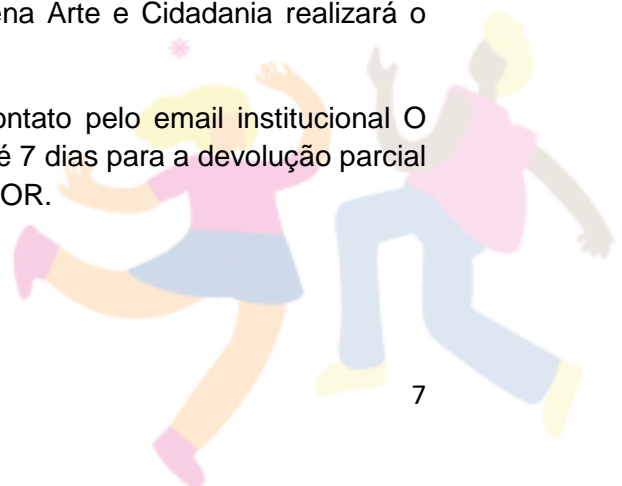 ena Arte e Cidadania realizará o
ontato pelo email institucional O
é 7 dias para a devolução parcial
OR.
7